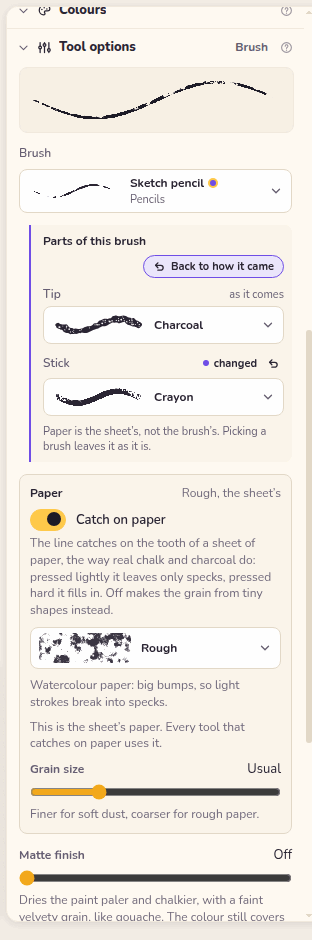 Colours
Tool options
Brush
Brush
Sketch pencil
Pencils
Parts of this brush
Back to how it came
Tip
as it comes
Charcoal
Stick
changed
Crayon
Paper is the sheet's, not the brush's. Picking a
brush leaves it as it is.
Paper
Rough, the sheet's
Catch on paper
The line catches on the tooth of a sheet of
paper, the way real chalk and charcoal do:
pressed lightly it leaves only specks, pressed
hard it fills in. Off makes the grain from tiny
shapes instead.
Rough
Watercolour paper: big bumps, so light
strokes break into specks.
This is the sheet's paper. Every tool that
catches on paper uses it.
Grain size
Usual
Finer for soft dust, coarser for rough paper.
Matte finish
Off
Dries the paint paler and chalkier, with a faint
velvety grain, like gouache. The colour still covers